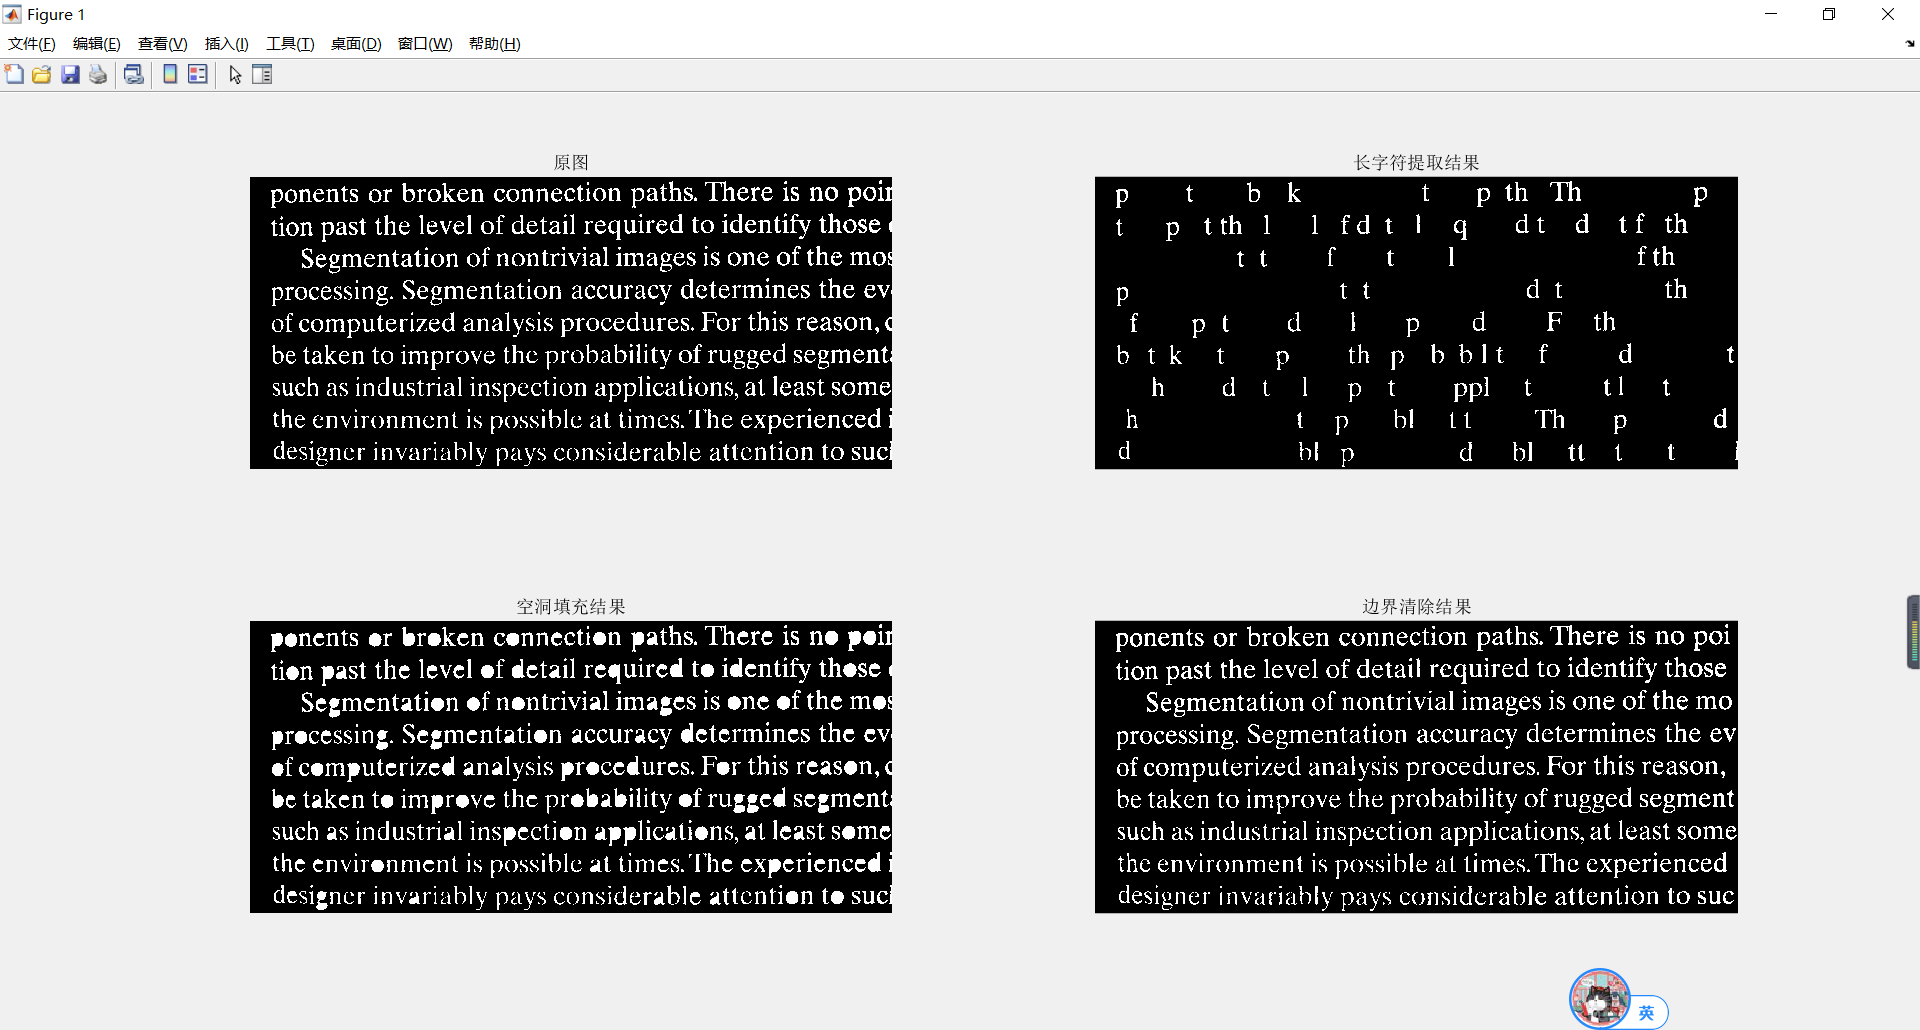 Figure 1
文件(F) 编辑(E) 查看(V) 插入(I) 工具(T) 桌面(D) 窗口(W) 帮助(H)
原图
ponents or broken connection paths. There is no poin
tion past the level of detail required to identify those
Segmentation of nontrivial images is one of the mos
processing. Segmentation accuracy determines the ev
of computerized analysis procedures. For this reason, c
be taken to improve the probability of rugged segment
such as industrial inspection applications, at least some
the environment is possible at times. The experienced i
designer invariably pays considerable attention to such
长字符提取结果
p t b k t p th Th p
t p t th l l f d t l q d t d t f th
t t f t l f th
p t t d t th
f p t d l p d F th
b t k t p th p b b l t f d t
h d t l p t ppl t t l t
h t p bl t t Th p d
d bl p d bl tt t t
空洞填充结果
ponents or broken connection paths. There is no poin
tion past the level of detail required to identify those
Segmentation of nontrivial images is one of the mos
processing. Segmentation accuracy determines the ev
of computerized analysis procedures. For this reason, c
be taken to improve the probability of rugged segment
such as industrial inspection applications, at least some
the environment is possible at times. The experienced i
designer invariably pays considerable attention to such
边界清除结果
ponents or broken connection paths. There is no poi
tion past the level of detail required to identify those
Segmentation of nontrivial images is one of the mo
processing. Segmentation accuracy determines the ev
of computerized analysis procedures. For this reason,
be taken to improve the probability of rugged segment
such as industrial inspection applications, at least some
the environment is possible at times. The experienced
designer invariably pays considerable attention to suc
英